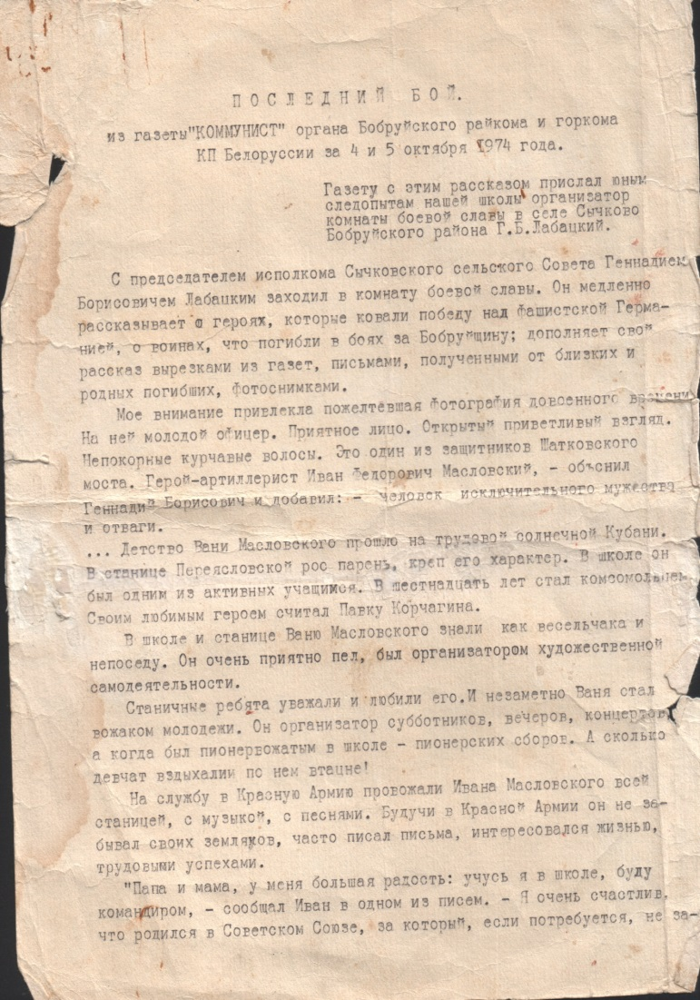 ПОСЛЕДНИЙ БОЙ.
из газеты"КОММУНИСТ" органа Бобруйского райкома и горкома
КП Белоруссии за 4 и 5 октября 1974 года.
Газету с этим рассказом прислал юным
следопытам нашей школы организатор
комнаты боевой славы в селе Сычково
Бобруйского района Г.Б.Лабацкий.
С председателем исполкома Сычковского сельского Совета Геннадием
Борисовичем Лабацким заходил в комнату боевой славы. Он медленно
рассказывает о героях, которые ковали победу над фашистской Герма-
нией, о воинах, что погибли в боях за Бобруйщину; дополняет свой
рассказ вырезками из газет, письмами, полученными от близких и
родных погибших, фотоснимками.
Мое внимание привлекла пожелтевшая фотография довоенного времени
На ней молодой офицер. Приятное лицо. Открытый приветливый взгляд.
Непокорные курчавые волосы. Это один из защитников Шатковского
моста. Герой-артиллерист Иван Федорович Масловский, - объснил
Геннадий Борисович и добавил: - человек исключительного мужества
и отваги.
... Детство Вани Масловского прошло на трудовой солнечной Кубани.
В станице Переясловской рос парень, креп его характер. В школе он
был одним из активных учащимся. В шестнадцать лет стал комсомольцем
Своим любимым героем считал Павку Корчагина.
В школе и станице Ваню Масловского знали как весельчака и
непоседу. Он очень приятно пел, был организатором художественной
самодеятельности.
Станичные ребята уважали и любили его.И незаметно Ваня стал
вожаком молодежи. Он организатор субботников, вечеров, концертов,
а когда был пионервожатым в школе - пионерских сборов. А сколько
девчат вздыхалии по нем втацне!
На службу в Красную Армию провожали Ивана Масловского всей
станицей, с музыкой, с песнями. Будучи в Красной Армии он не за-
бывал своих земляков, часто писал письма, интересовался жизнью,
трудовыми успехами.
"Папа и мама, у меня большая радость: учусь я в школе, буду
командиром, - сообщал Иван в одном из писем. - Я очень счастлив,
что родился в Советском Союзе, за который, если потребуется, не за-